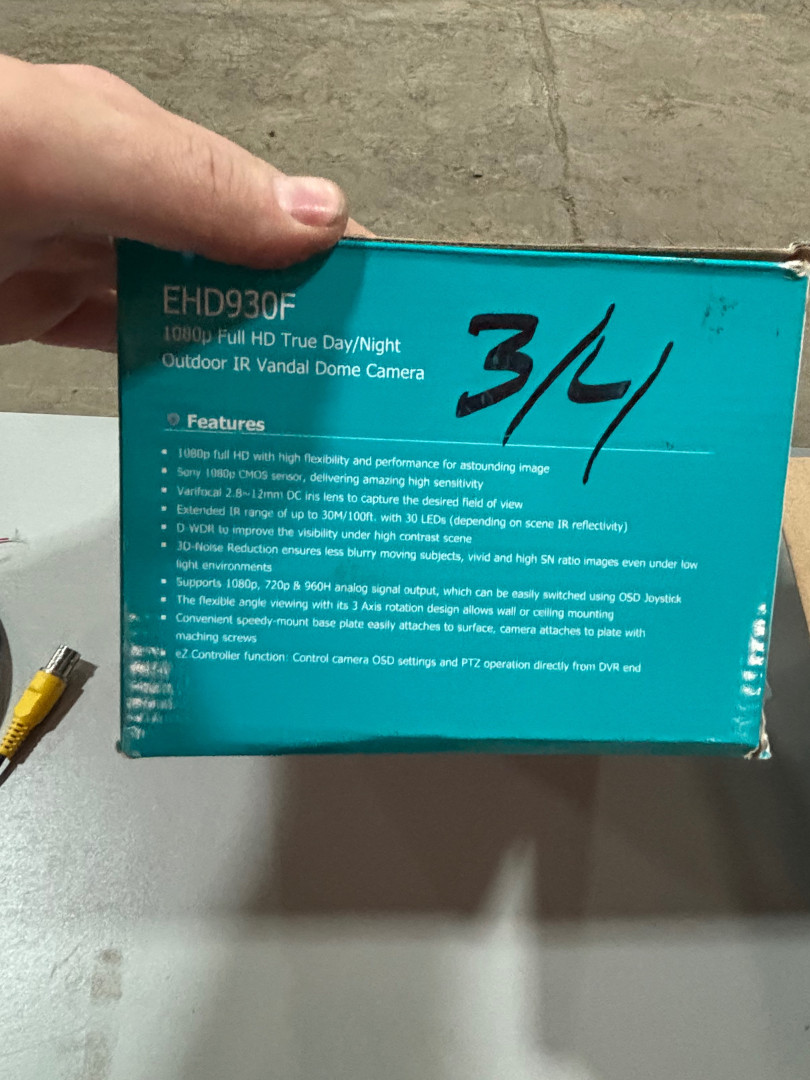 EHD930F
1080p Full HD True Day/Night
Outdoor IR Vandal Dome Camera
3/4/
Features
1080p full HD with high flexibility and performance for astounding image
Sony 1080p CMOS sensor, delivering amazing high sensitivity
Varifocal 2.8~12mm DC iris lens to capture the desired field of view
Extended IR range of up to 30M/100ft. with 30 LEDs (depending on scene IR reflectivity)
D-WDR to improve the visibility under high contrast scene
3D-Noise Reduction ensures less blurry moving subjects, vivid and high SN ratio images even under low
light environments
Supports 1080p, 720p & 960H analog signal output, which can be easily switched using OSD Joystick
The flexible angle viewing with its 3 Axis rotation design allows wall or ceiling mounting
Convenient speedy-mount base plate easily attaches to surface, camera attaches to plate with
maching screws
eZ Controller function: Control camera OSD settings and PTZ operation directly from DVR end